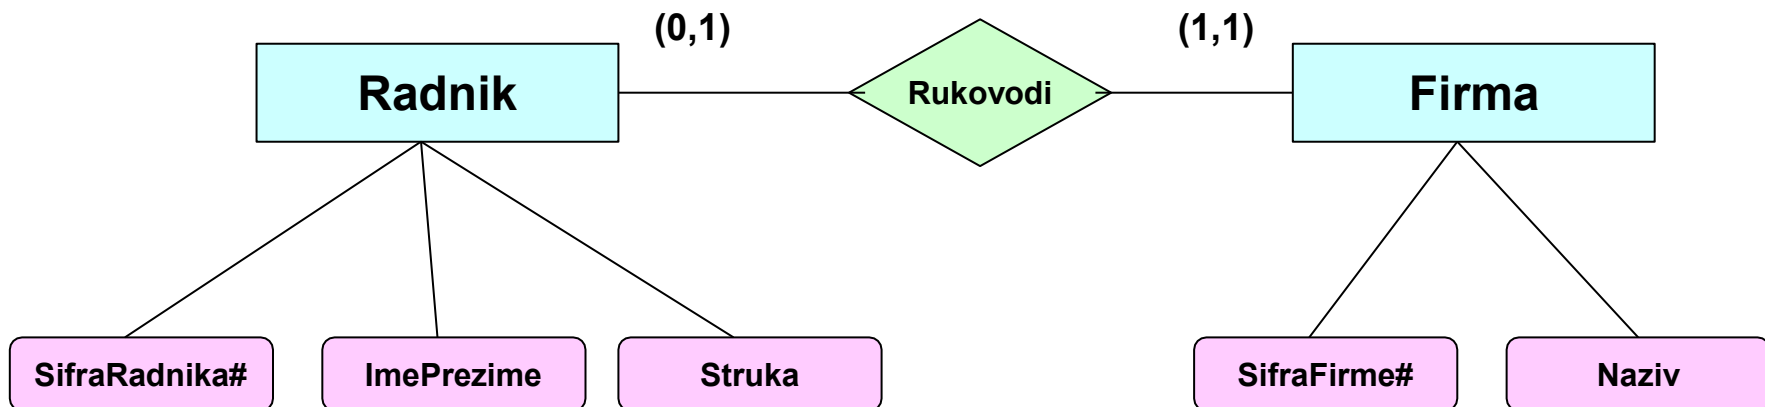 (0,1)
(1,1)
Radnik
Rukovodi
Firma
SifraRadnika#
ImePrezime
Struka
SifraFirme#
Naziv